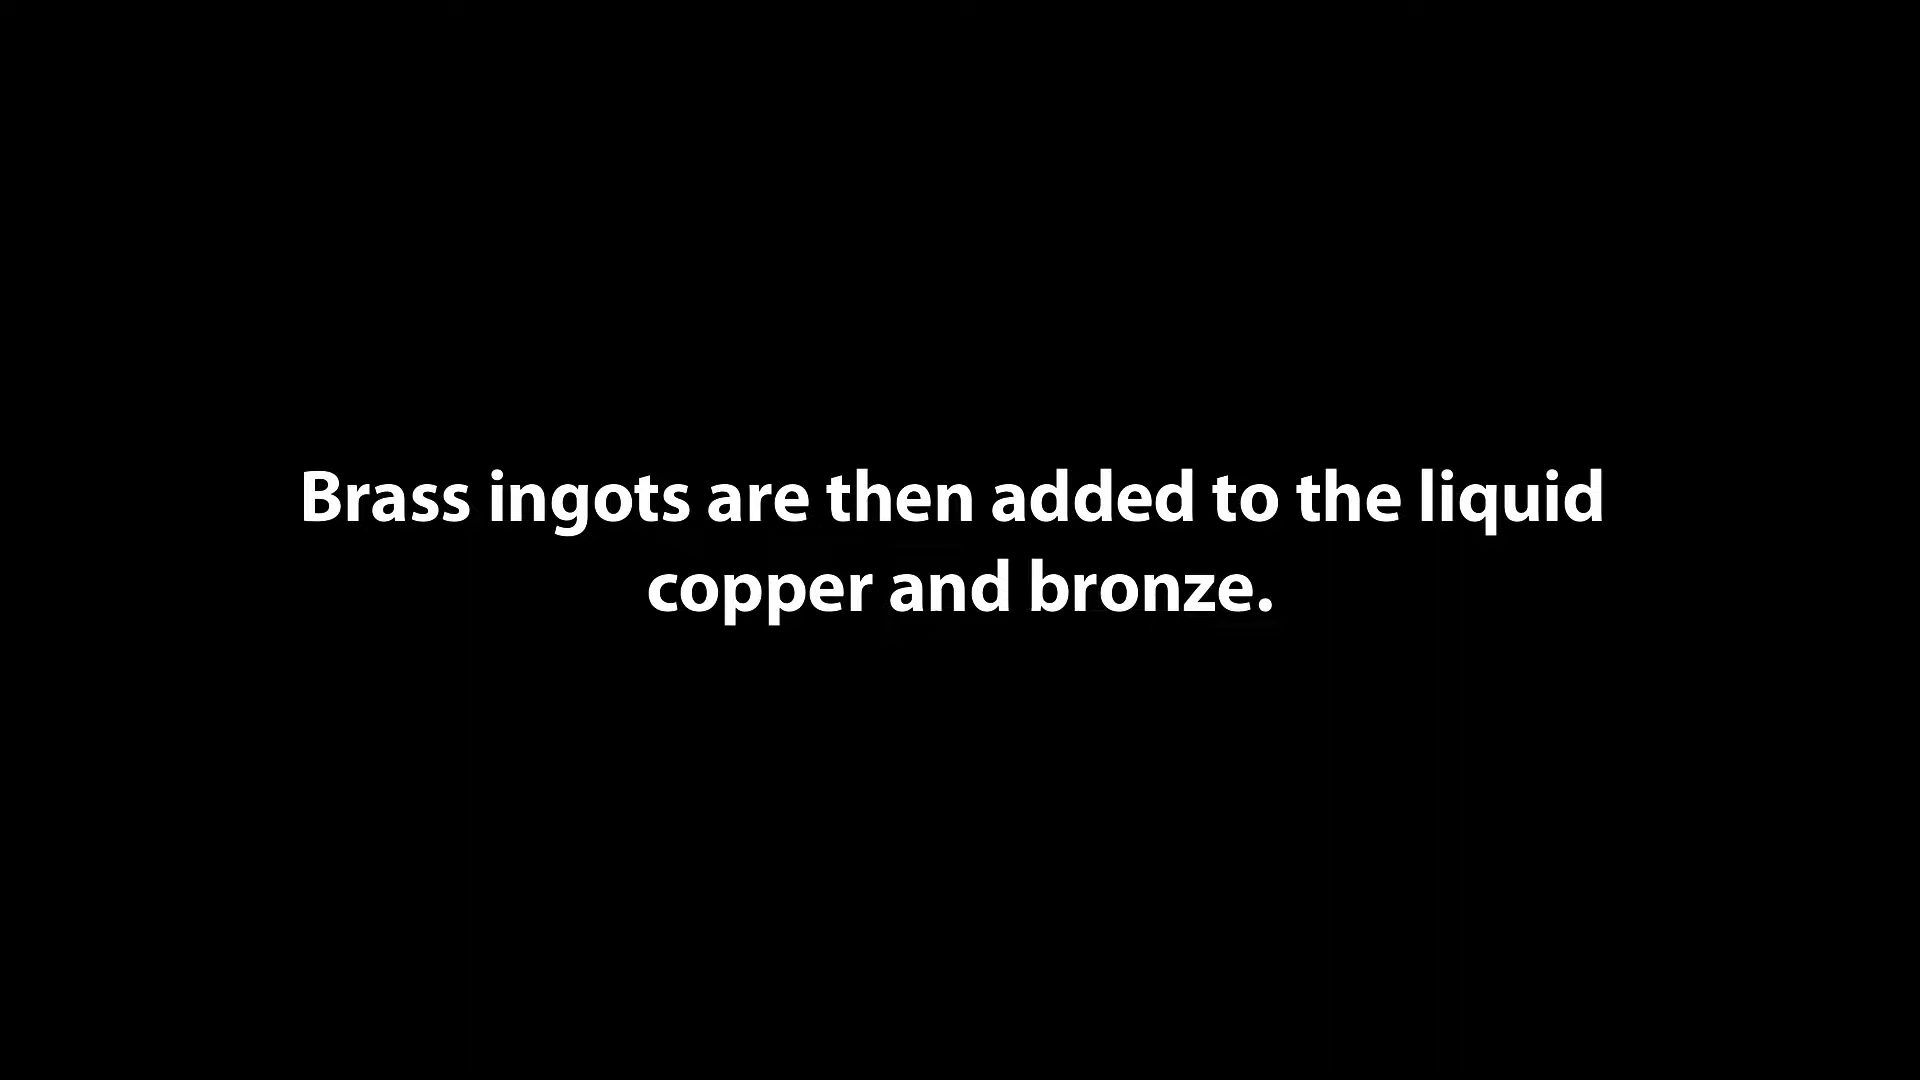 Brass ingots are then added to the liquid
copper and bronze.